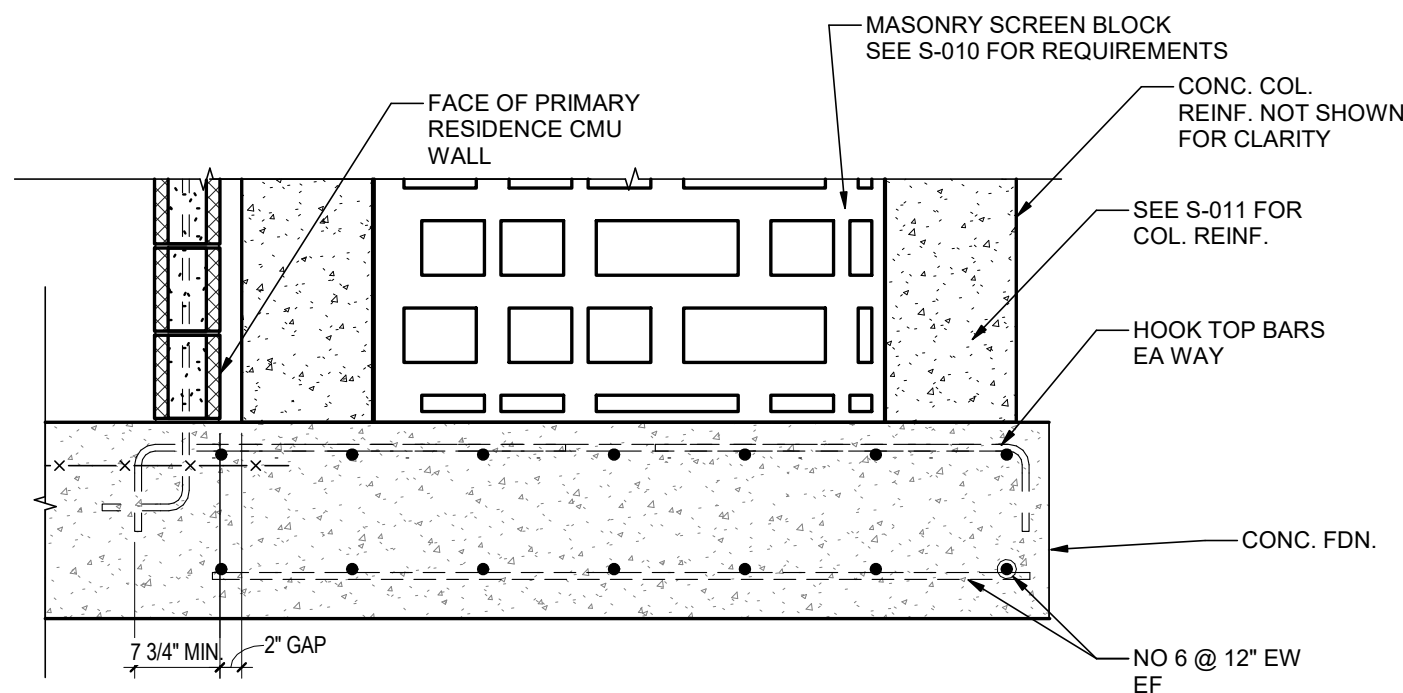 MASONRY SCREEN BLOCK
SEE S-010 FOR REQUIREMENTS
FACE OF PRIMARY
RESIDENCE CMU
WALL
CONC. COL.
REINF. NOT SHOWN
FOR CLARITY
SEE S-011 FOR
COL. REINF.
HOOK TOP BARS
EA WAY
CONC. FDN.
7 3/4" MIN.
2" GAP
NO 6 @ 12" EW
EF